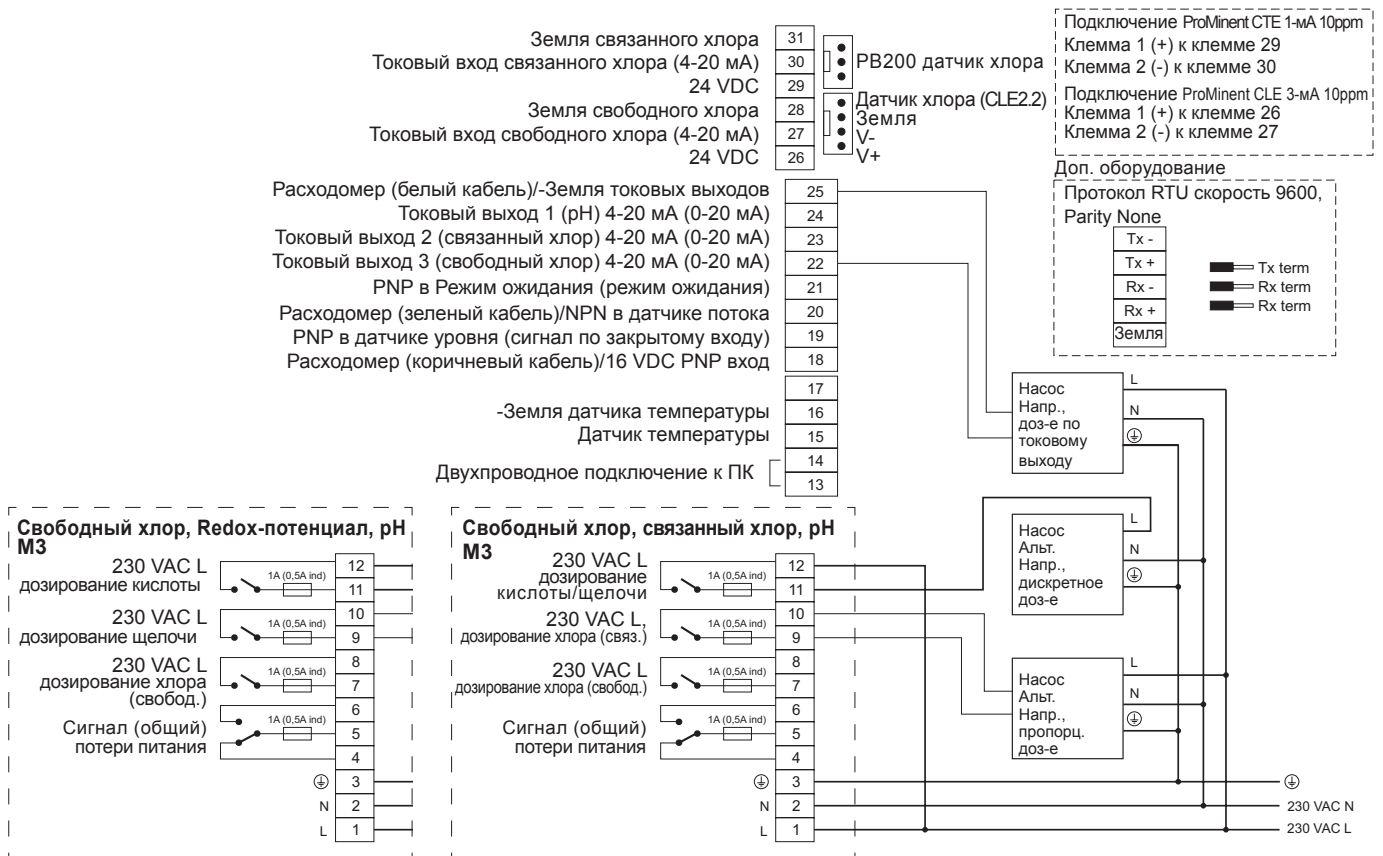 Земля связанного хлора 31
Токовый вход связанного хлора (4-20 мА) 30
24 VDC 29
Земля свободного хлора 28
Токовый вход свободного хлора (4-20 мА) 27
24 VDC 26
PB200 датчик хлора
Датчик хлора (CLE2.2)
Земля
V-
V+
Подключение ProMinent CTE 1-мА 10ppm
Клемма 1 (+) к клемме 29
Клемма 2 (-) к клемме 30
Подключение ProMinent CLE 3-мА 10ppm
Клемма 1 (+) к клемме 26
Клемма 2 (-) к клемме 27
Доп. оборудование
Протокол RTU скорость 9600,
Parity None
Tx -
Tx +
Rx -
Rx +
Земля
Tx term
Rx term
Rx term
Расходомер (белый кабель)/-Земля токовых выходов 25
Токовый выход 1 (pH) 4-20 мА (0-20 мА) 24
Токовый выход 2 (связанный хлор) 4-20 мА (0-20 мА) 23
Токовый выход 3 (свободный хлор) 4-20 мА (0-20 мА) 22
PNP в Режим ожидания (режим ожидания) 21
Расходомер (зеленый кабель)/NPN в датчике потока 20
PNP в датчике уровня (сигнал по закрытому входу) 19
Расходомер (коричневый кабель)/16 VDC PNP вход 18
17
-Земля датчика температуры 16
Датчик температуры 15
Двухпроводное подключение к ПК 14
13
Насос
Напр.,
доз-е по
токовому
выходу
L
N
Насос
Альт.
Напр.,
дискретное
доз-е
L
N
Насос
Альт.
Напр.,
пропорц.
доз-е
L
N
Свободный хлор, Redox-потенциал, pH
M3
230 VAC L
дозирование кислоты
1A (0,5A ind)
12
11
230 VAC L
дозирование щелочи
1A (0,5A ind)
10
9
230 VAC L
дозирование хлора
(свобод.)
1A (0,5A ind)
8
7
Сигнал (общий)
потери питания
1A (0,5A ind)
6
5
4
3
N 2
L 1
Свободный хлор, связанный хлор, pH
M3
230 VAC L
дозирование
кислоты/щелочи
1A (0,5A ind)
12
11
230 VAC L,
дозирование хлора (связ.)
1A (0,5A ind)
10
9
230 VAC L
дозирование хлора (свобод.)
1A (0,5A ind)
8
7
Сигнал (общий)
потери питания
1A (0,5A ind)
6
5
4
3
N 2
L 1
230 VAC N
230 VAC L